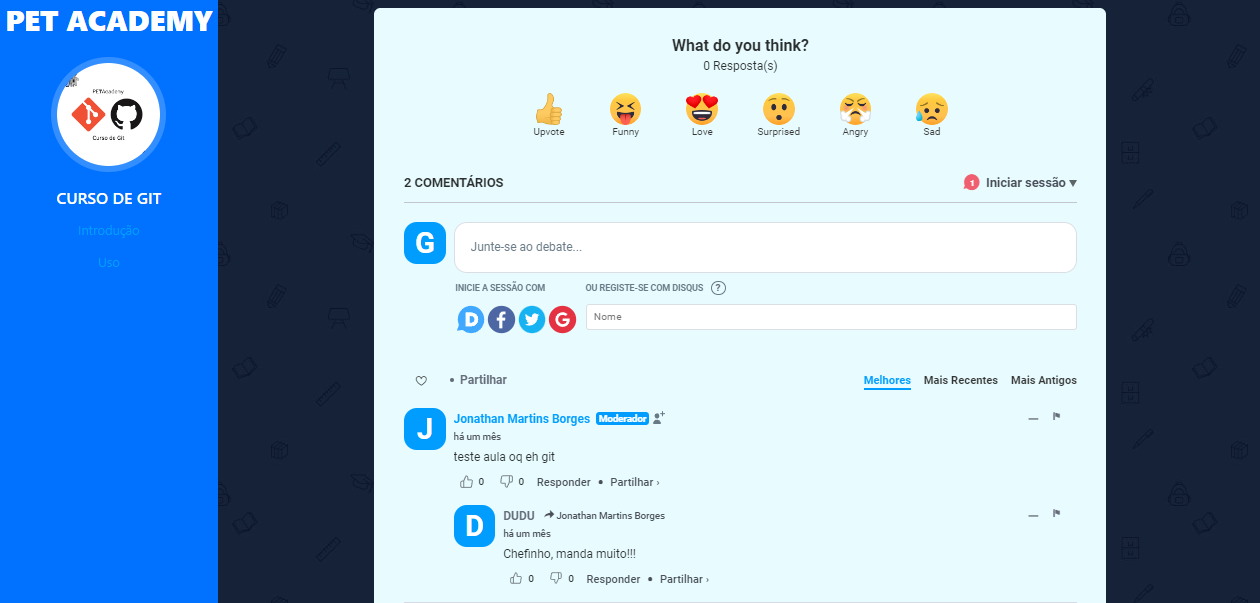 PET ACADEMY
PETAcademy
Curso de Git
CURSO DE GIT
Introdução
Uso
What do you think?
0 Resposta(s)
Upvote
Funny
Love
Surprised
Angry
Sad
2 COMENTÁRIOS
1
Iniciar sessão
G
Junte-se ao debate...
INICIE A SESSÃO COM
OU REGISTE-SE COM DISQUS ?
D
f
G
Nome
• Partilhar
Melhores
Mais Recentes
Mais Antigos
J
Jonathan Martins Borges Moderador
há um mês
teste aula oq eh git
0 0 Responder • Partilhar ›
D
DUDU Jonathan Martins Borges
há um mês
Chefinho, manda muito!!!
0 0 Responder • Partilhar ›